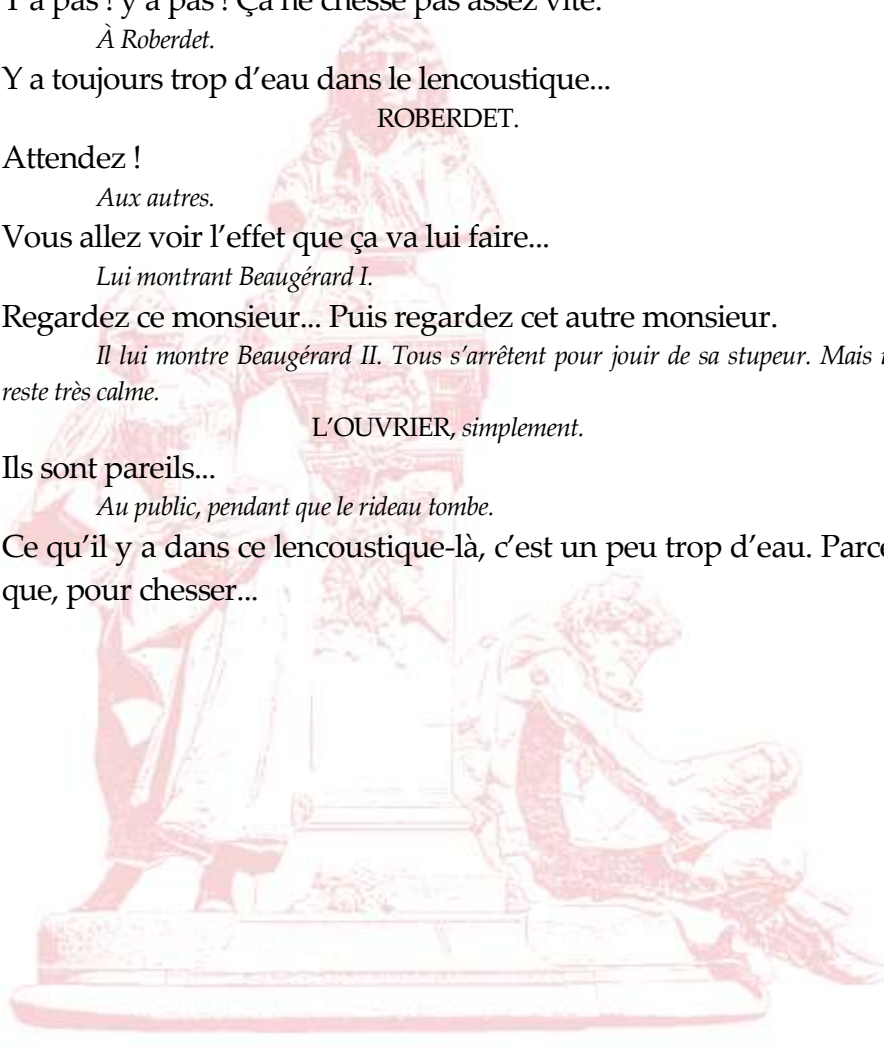 Y a pas ! y a pas ! Ça ne chesse pas assez vite.
À Roberdet.
Y a toujours trop d’eau dans le lencoustique...
ROBERDET.
Attendez !
Aux autres.
Vous allez voir l’effet que ça va lui faire...
Lui montrant Beaugérard I.
Regardez ce monsieur... Puis regardez cet autre monsieur.
Il lui montre Beaugérard II. Tous s’arrêtent pour jouir de sa stupeur. Mais
reste très calme.
L’OUVRIER, simplement.
Ils sont pareils...
Au public, pendant que le rideau tombe.
Ce qu’il y a dans ce lencoustique-là, c’est un peu trop d’eau. Parce
que, pour chesser...